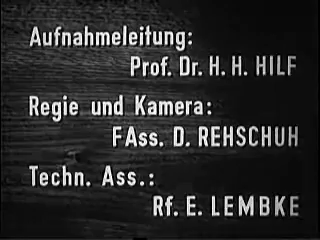 Aufnahmeleitung:
Prof. Dr. H. H. HILF
Regie und Kamera:
FAss. D. REHSCHUH
Techn. Ass.:
Rf. E. LEMBKE